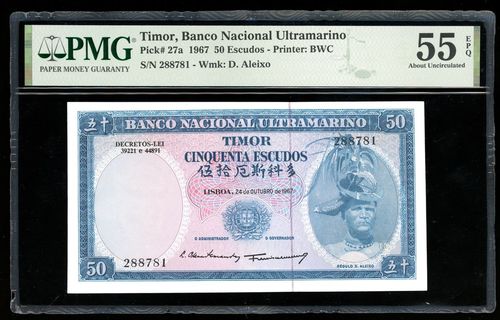 PMG
PAPER MONEY GUARANTY
Timor, Banco Nacional Ultramarino
Pick# 27a 1967 50 Escudos - Printer: BWC
S/N 288781 - Wmk: D. Aleixo
55
EPQ
About Uncirculated
五十
BANCO NACIONAL ULTRAMARINO
50
DECRETOS-LEI
39221 e 44891
TIMOR
288781
CINQUENTA ESCUDOS
伍拾厄斯科多
LISBOA, 24 de OUTUBRO de 1967
O ADMINISTRADOR
O GOVERNADOR
50
288781
RÉGULO D. ALEIXO
五十